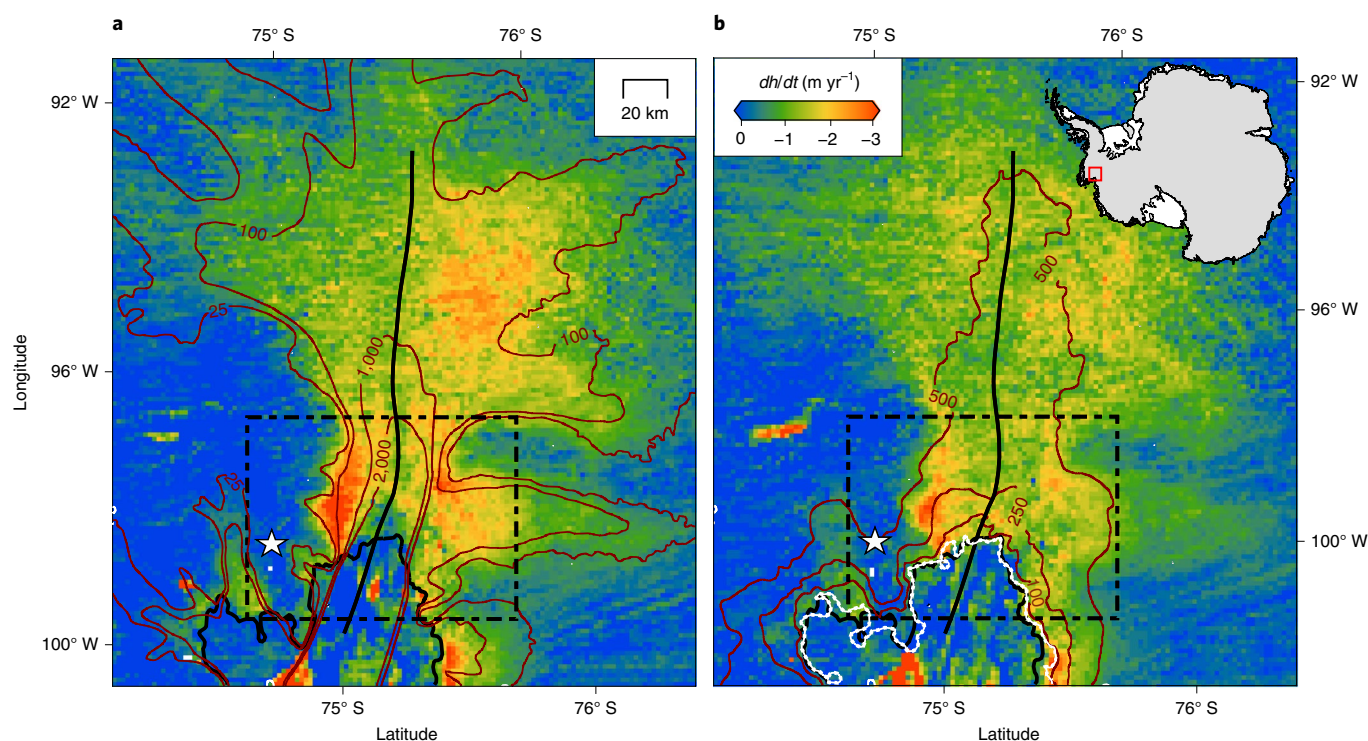 a
b
75° S
76° S
75° S
76° S
92° W
92° W
20 km
dh/dt (m yr⁻¹)
0
−1
−2
−3
100
500
25
100
1,000
96° W
96° W
Longitude
500
2,000
25
250
100° W
100
100° W
75° S
76° S
75° S
76° S
Latitude
Latitude